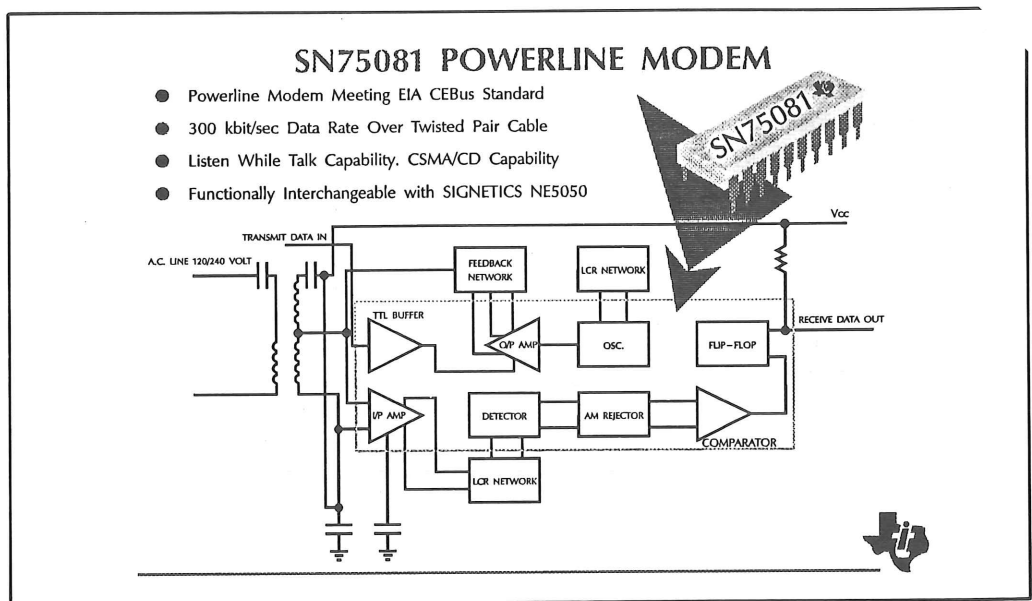 SN75081 POWERLINE MODEM
● Powerline Modem Meeting EIA CEBus Standard
● 300 kbit/sec Data Rate Over Twisted Pair Cable
● Listen While Talk Capability. CSMA/CD Capability
● Functionally Interchangeable with SIGNETICS NE5050
SN75081
Vcc
TRANSMIT DATA IN
A.C. LINE 120/240 VOLT
FEEDBACK
NETWORK
LCR NETWORK
TTL BUFFER
RECEIVE DATA OUT
O/P AMP
OSC.
FLIP-FLOP
I/P AMP
DETECTOR
AM REJECTOR
COMPARATOR
LCR NETWORK